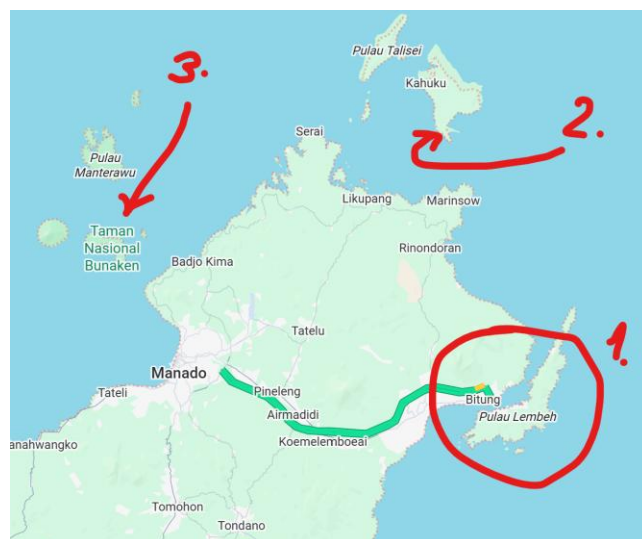 Pulau Talisei
3.
Kahuku
2.
Serai
Pulau
Manterawu
Likupang
Marinsow
Taman
Nasional
Bunaken
Rinondoran
Badjo Kima
1.
Tatelu
Manado
Pineleng
Bitung
Tateli
Airmadidi
Pulau Lembeh
Koemelemboeai
anahwangko
Tomohon
Tondano